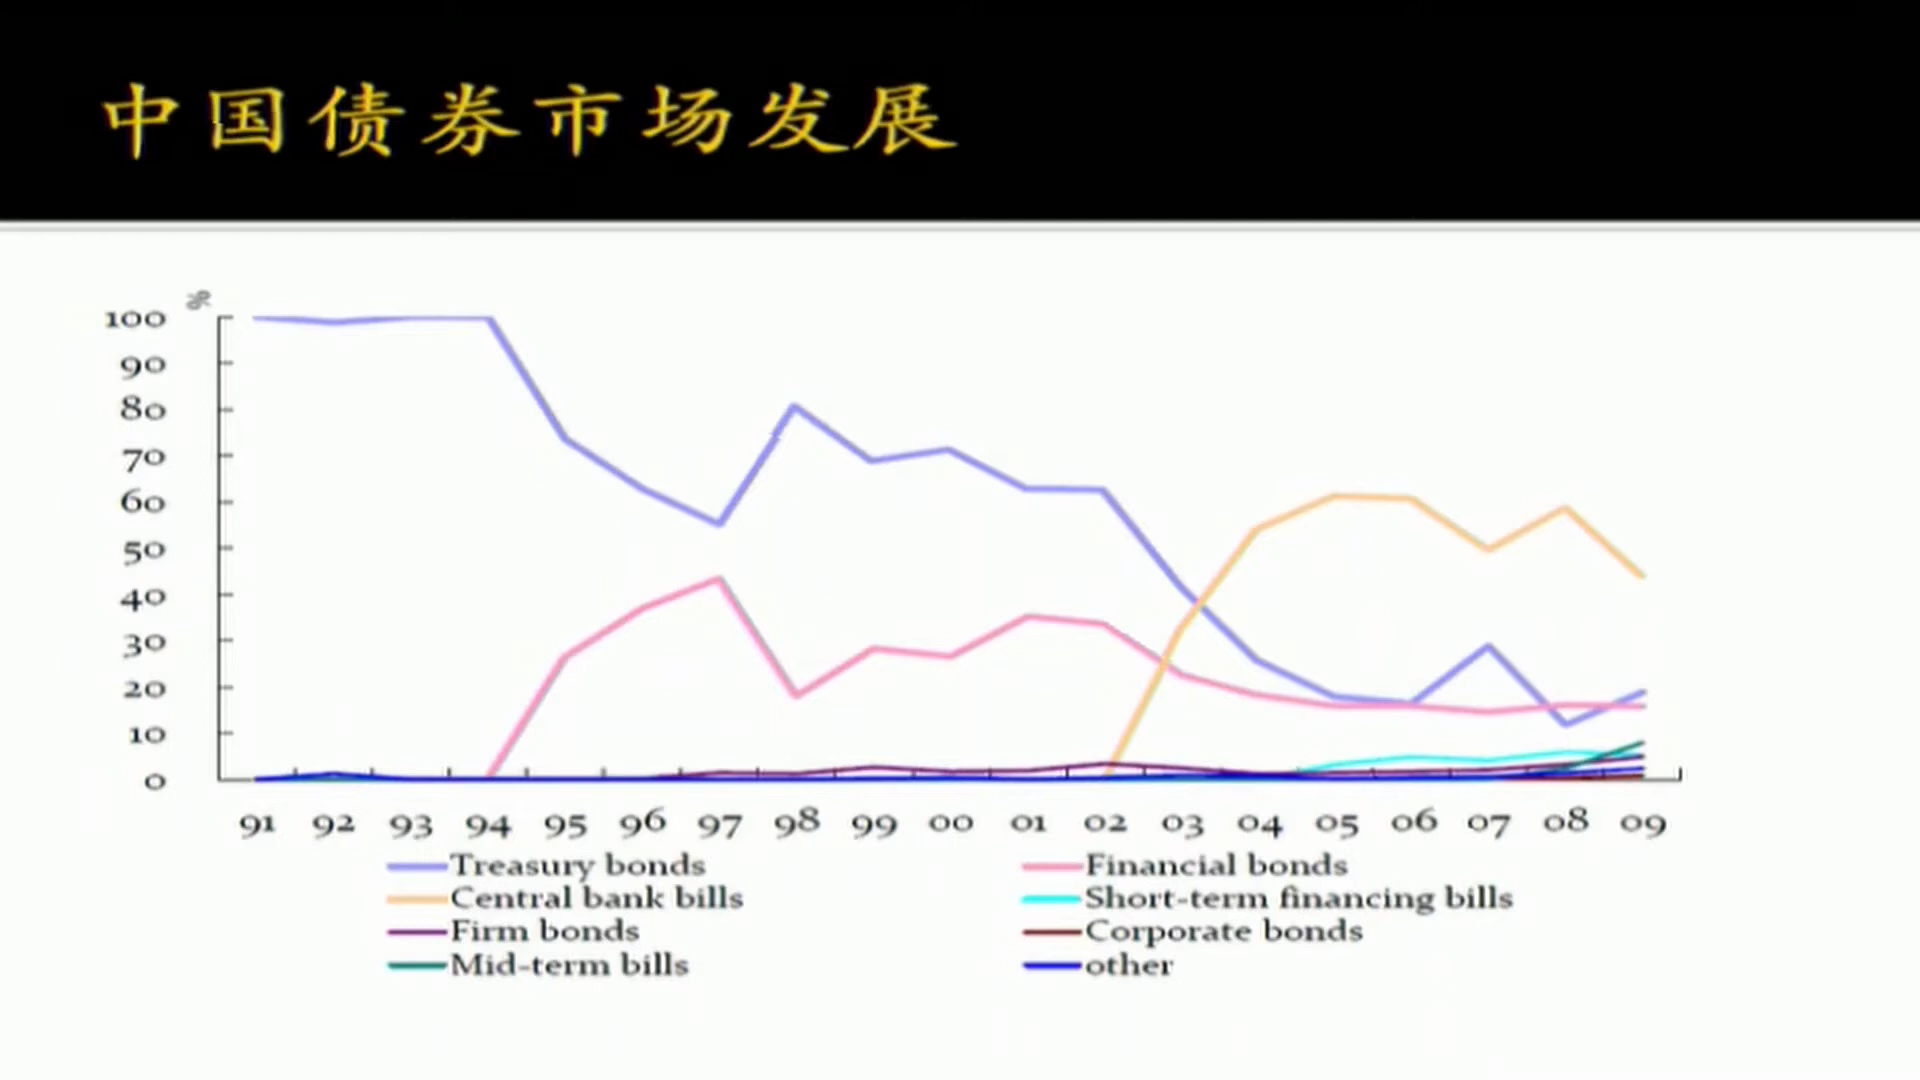 中国债券市场发展
%
100
90
80
70
60
50
40
30
20
10
0
91 92 93 94 95 96 97 98 99 00 01 02 03 04 05 06 07 08 09
Treasury bonds Financial bonds
Central bank bills Short-term financing bills
Firm bonds Corporate bonds
Mid-term bills other